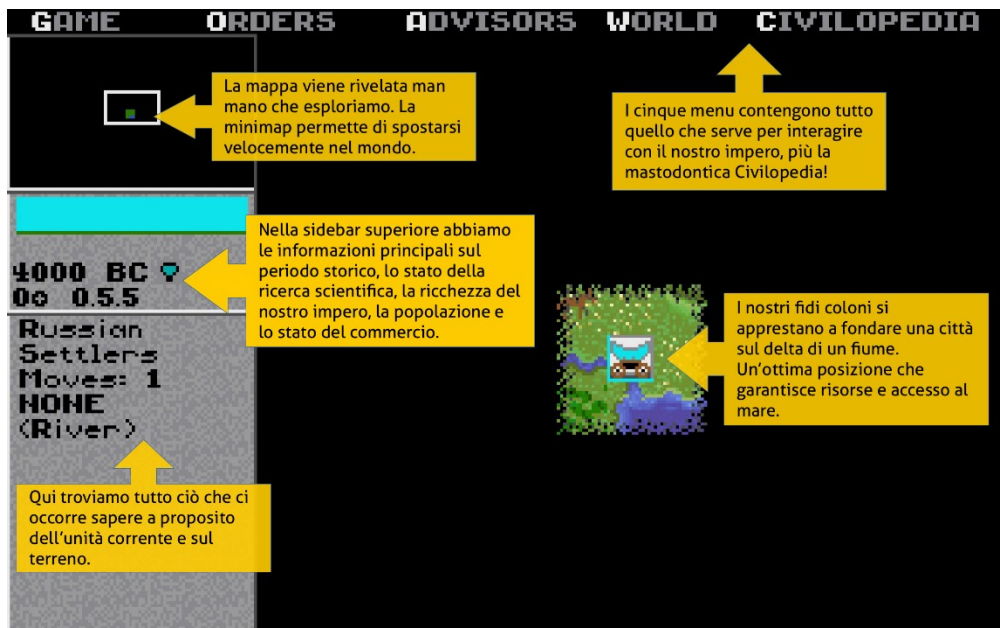 GAME ORDERS ADVISORS WORLD CIVILOPEDIA
La mappa viene rivelata man
mano che esploriamo. La
minimap permette di spostarsi
velocemente nel mondo.
I cinque menu contengono tutto
quello che serve per interagire
con il nostro impero, più la
mastodontica Civilopedia!
Nella sidebar superiore abbiamo
le informazioni principali sul
periodo storico, lo stato della
ricerca scientifica, la ricchezza del
nostro impero, la popolazione e
lo stato del commercio.
4000 BC
0 0.5.5
I nostri fidi coloni si
apprestano a fondare una città
sul delta di un fiume.
Un'ottima posizione che
garantisce risorse e accesso al
mare.
Russian
Settlers
Moves: 1
NONE
(River)
Qui troviamo tutto ciò che ci
occorre sapere a proposito
dell'unità corrente e sul
terreno.